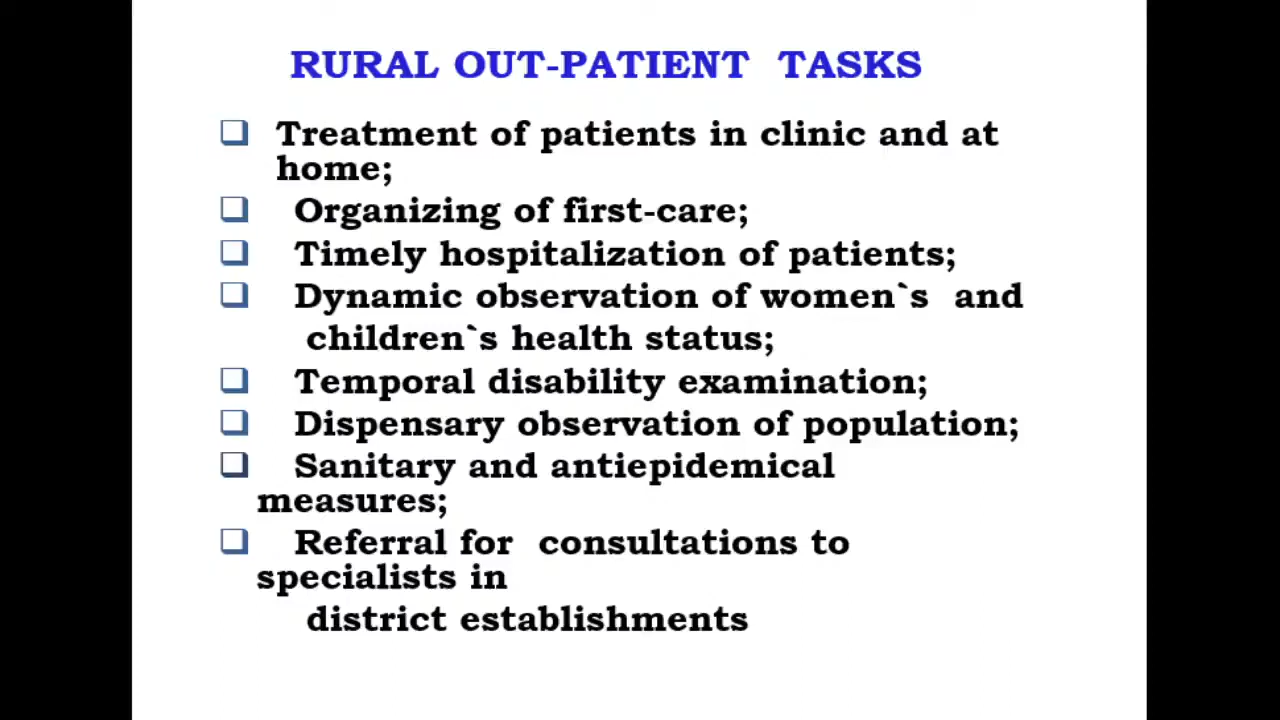 RURAL OUT-PATIENT TASKS
Treatment of patients in clinic and at
home;
Organizing of first-care;
Timely hospitalization of patients;
Dynamic observation of women`s and
children`s health status;
Temporal disability examination;
Dispensary observation of population;
Sanitary and antiepidemical
measures;
Referral for consultations to
specialists in
district establishments